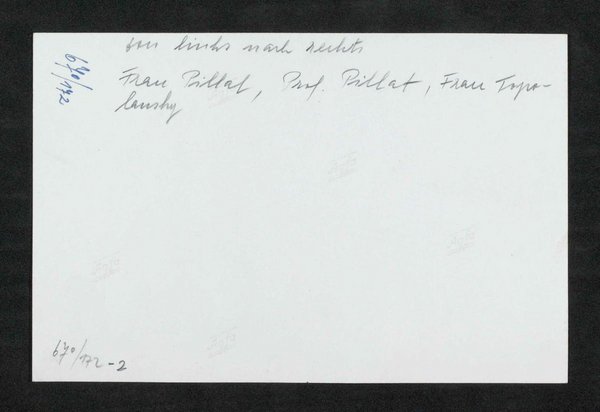 von links nach rechts
Frau Pillat, Prof. Pillat, Frau Topo-
lansky
670/172
670/172-2